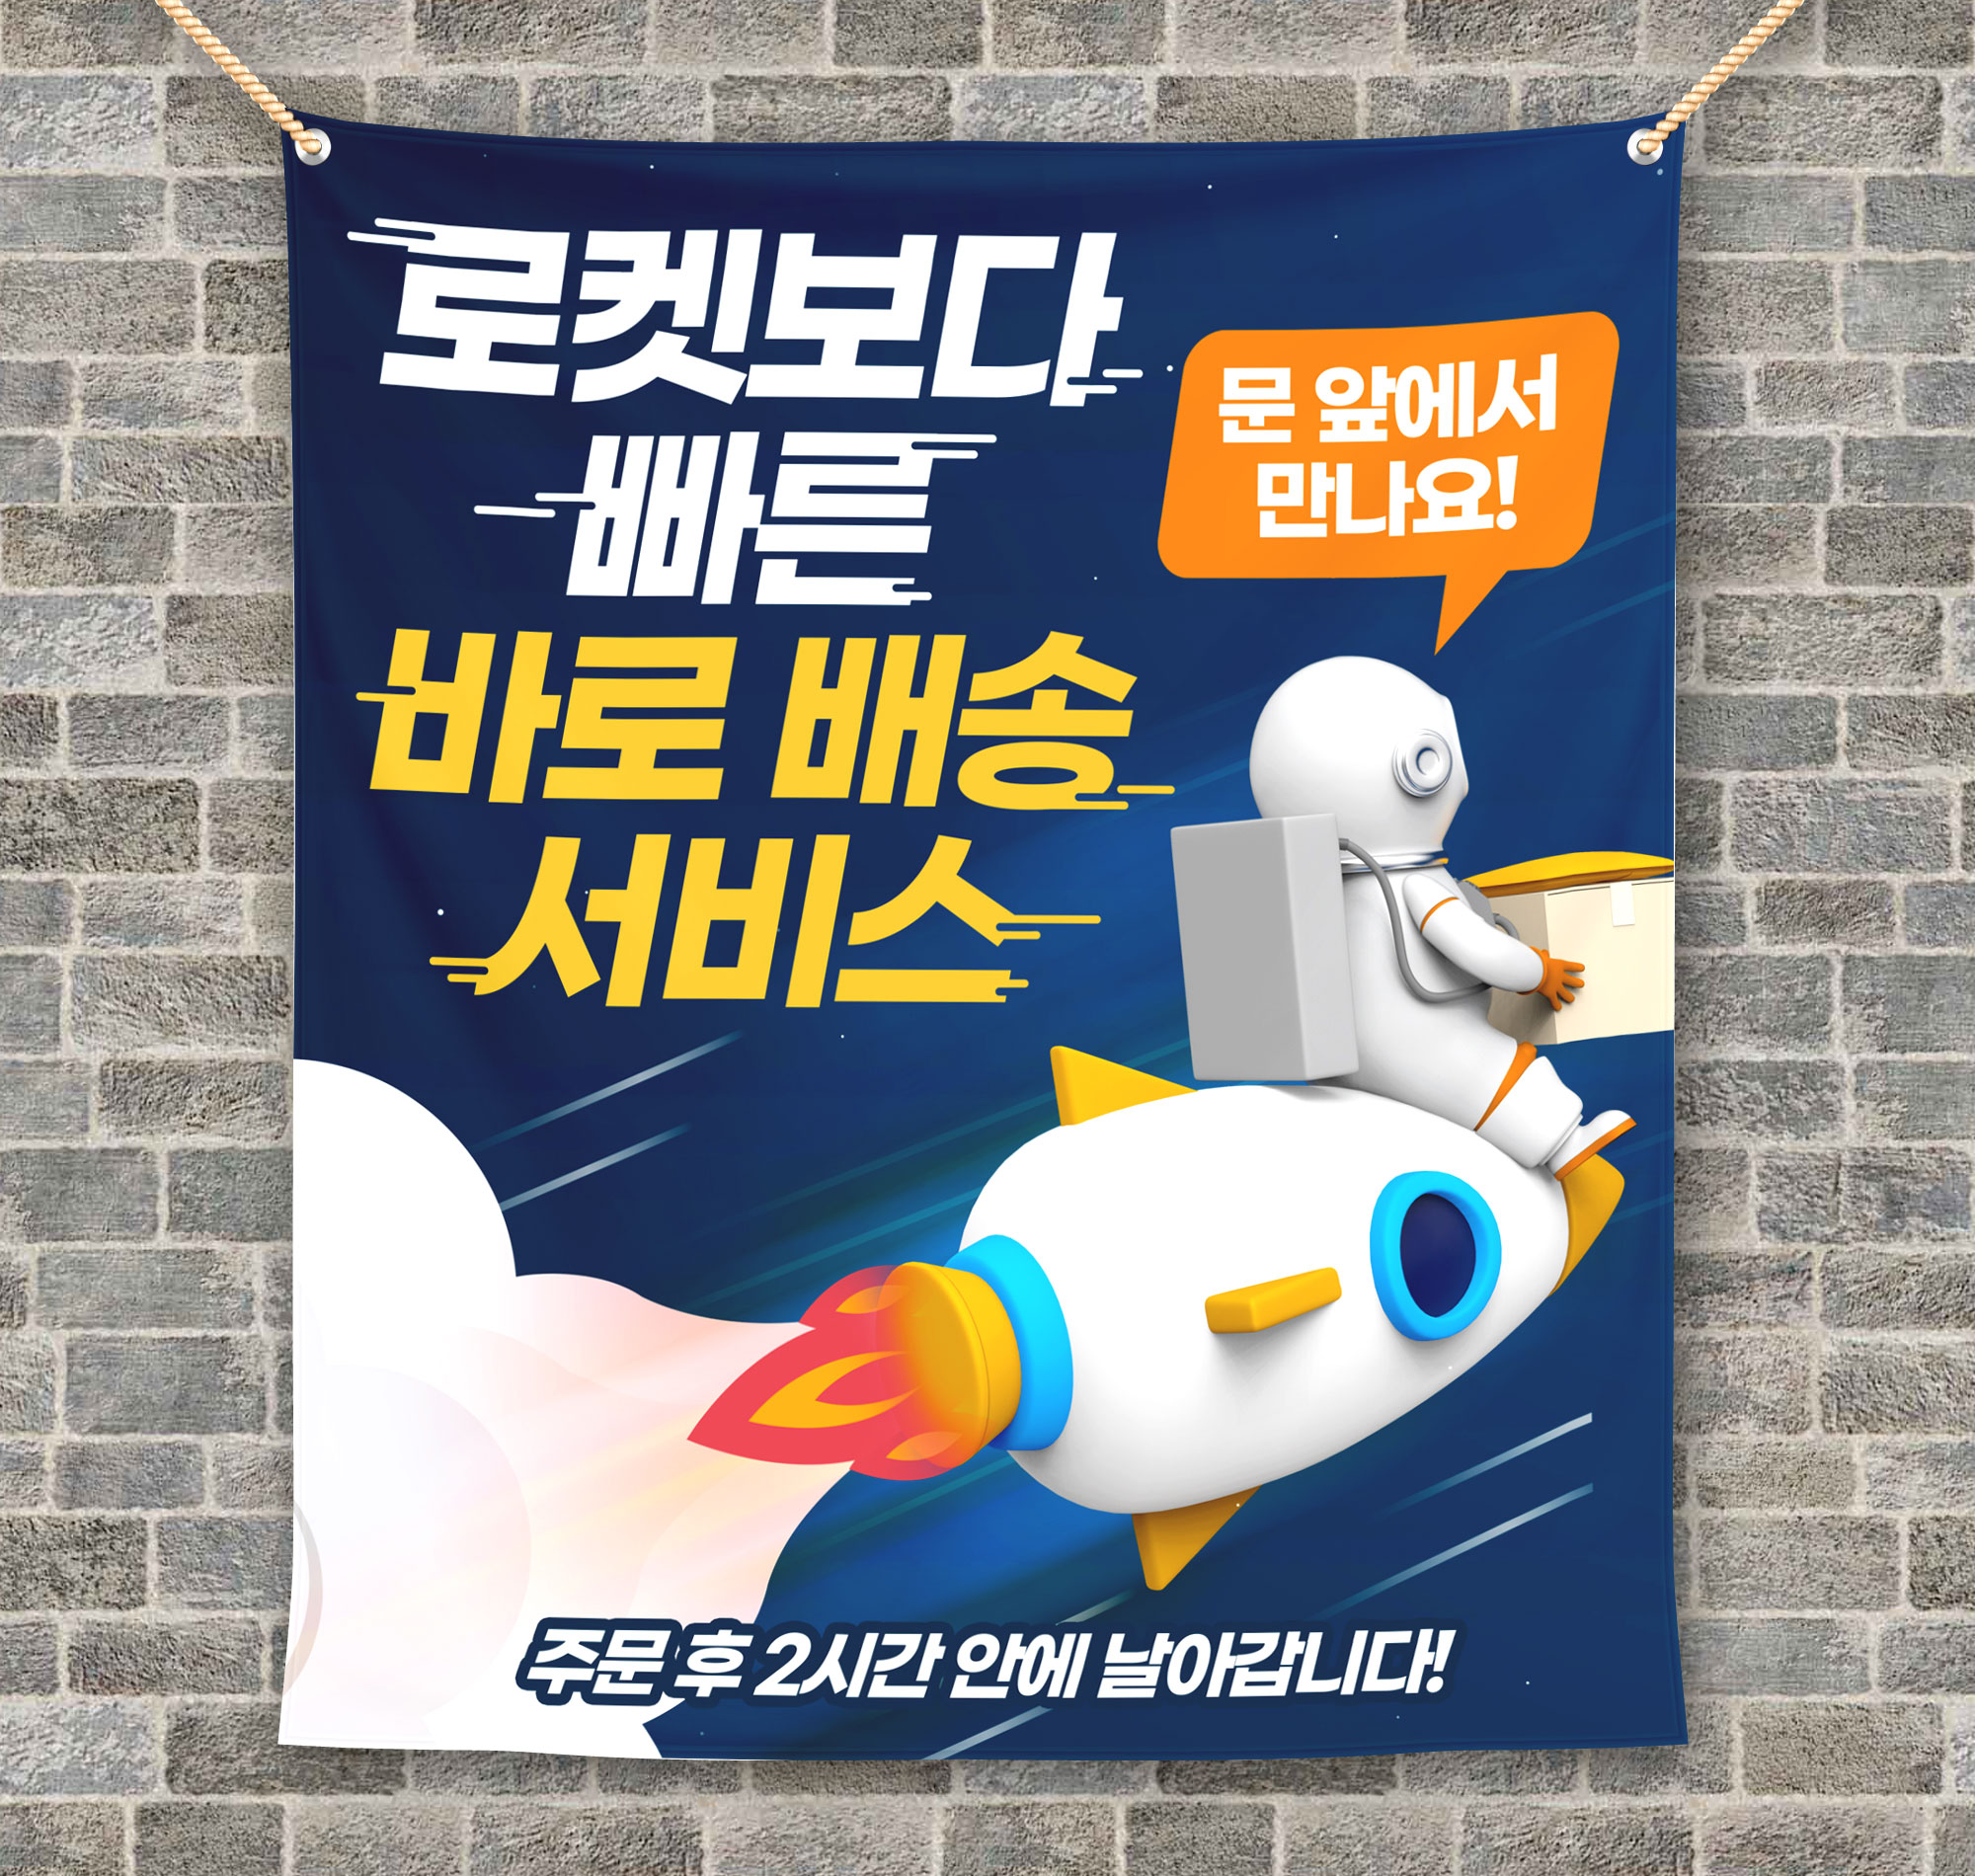 로켓보다
빠른
바로 배송
서비스
문 앞에서
만나요!
주문 후 2시간 안에 날아갑니다!